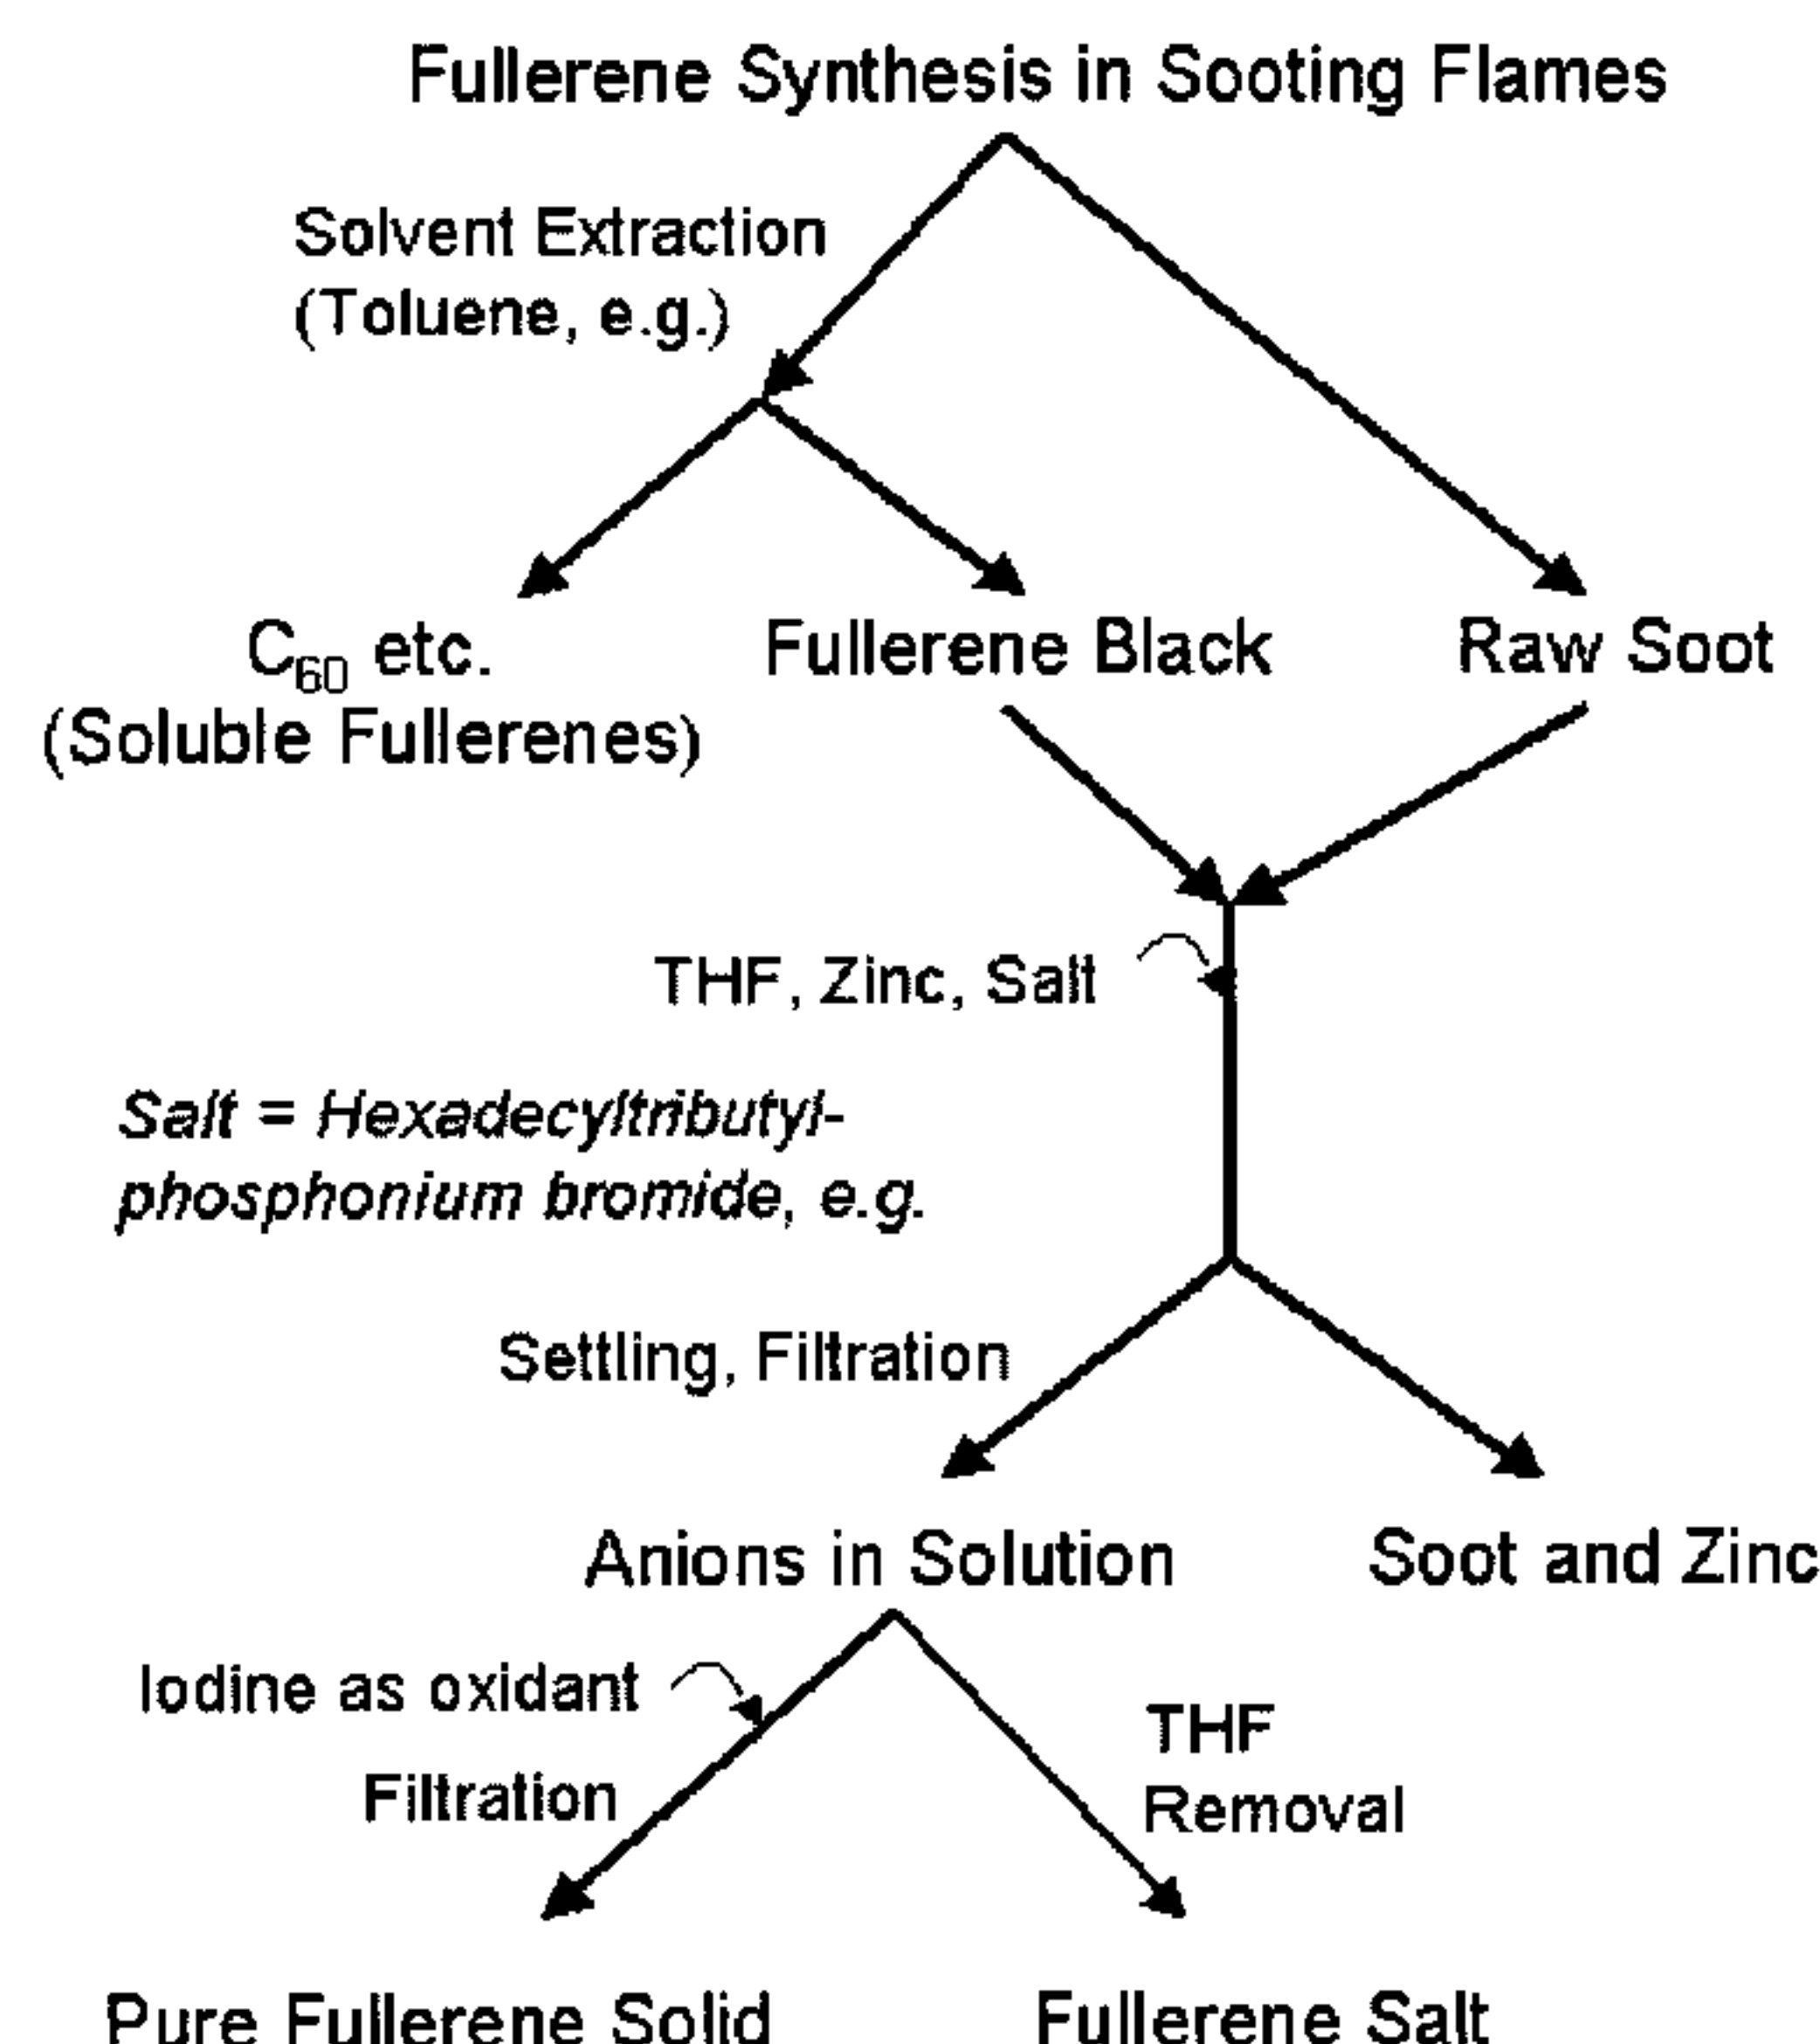 Fullerene Synthesis in Sooting Flames
Solvent Extraction
(Toluene, e.g.)
C60 etc.
(Soluble Fullerenes)
Fullerene Black
Raw Soot
THF, Zinc, Salt
Salt = Hexadecyltributyl-
phosphonium bromide, e.g.
Settling, Filtration
Anions in Solution
Soot and Zinc
Iodine as oxidant
Filtration
THF
Removal
Pure Fullerene Solid
Fullerene Salt